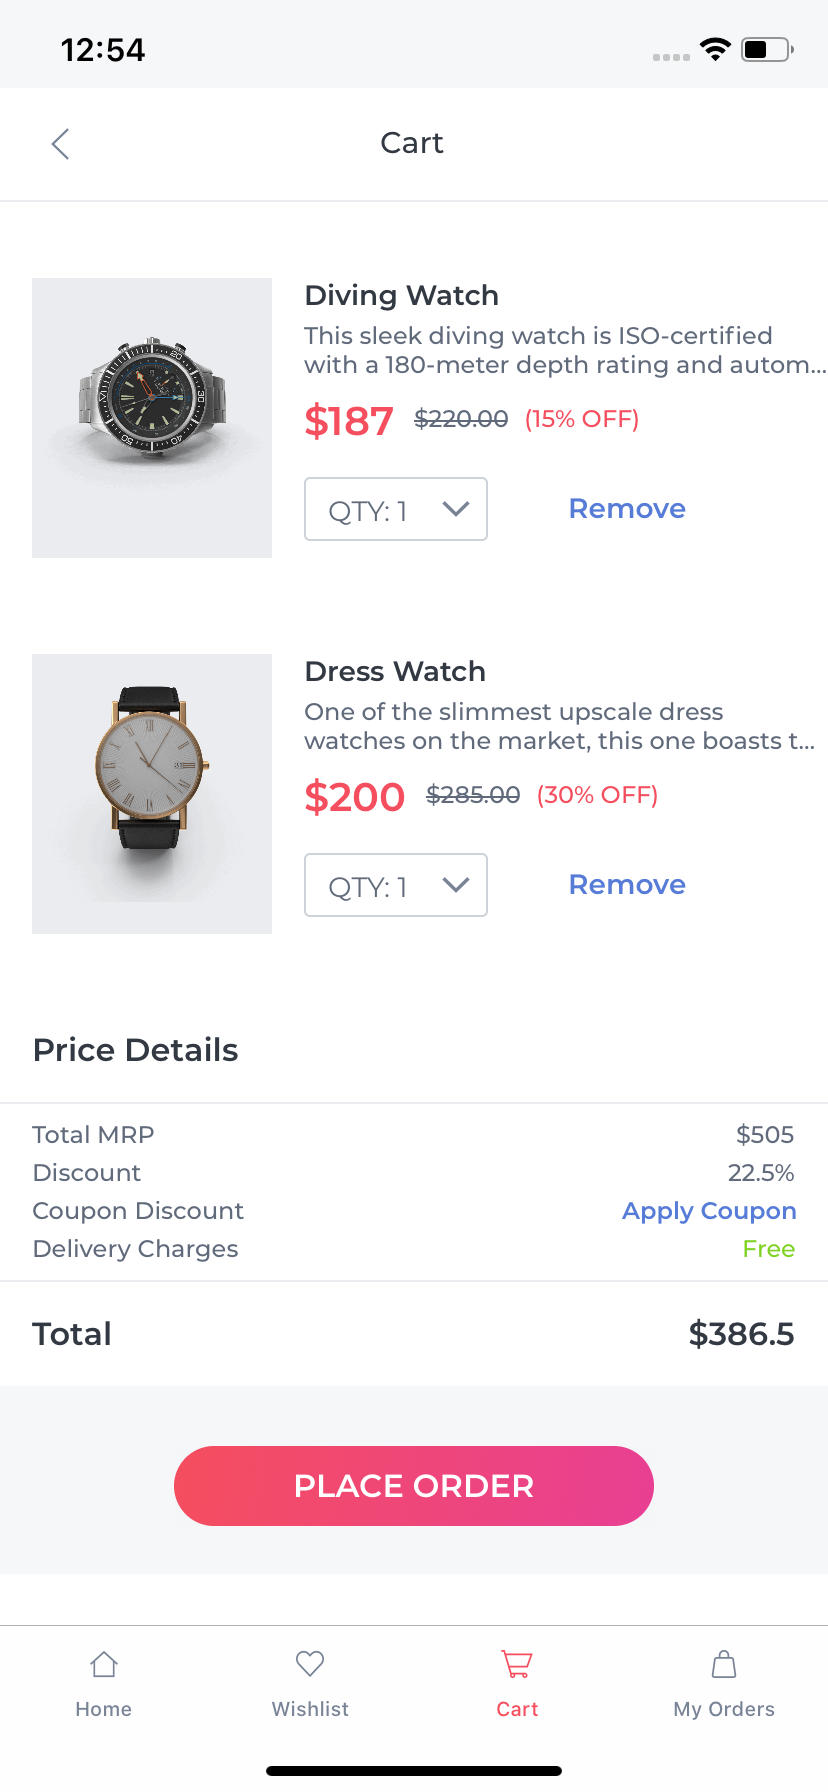 12:54
Cart
Diving Watch
This sleek diving watch is ISO-certified
with a 180-meter depth rating and autom...
$187 $220.00 (15% OFF)
QTY: 1 Remove
Dress Watch
One of the slimmest upscale dress
watches on the market, this one boasts t...
$200 $285.00 (30% OFF)
QTY: 1 Remove
Price Details
Total MRP $505
Discount 22.5%
Coupon Discount Apply Coupon
Delivery Charges Free
Total $386.5
PLACE ORDER
Home Wishlist Cart My Orders